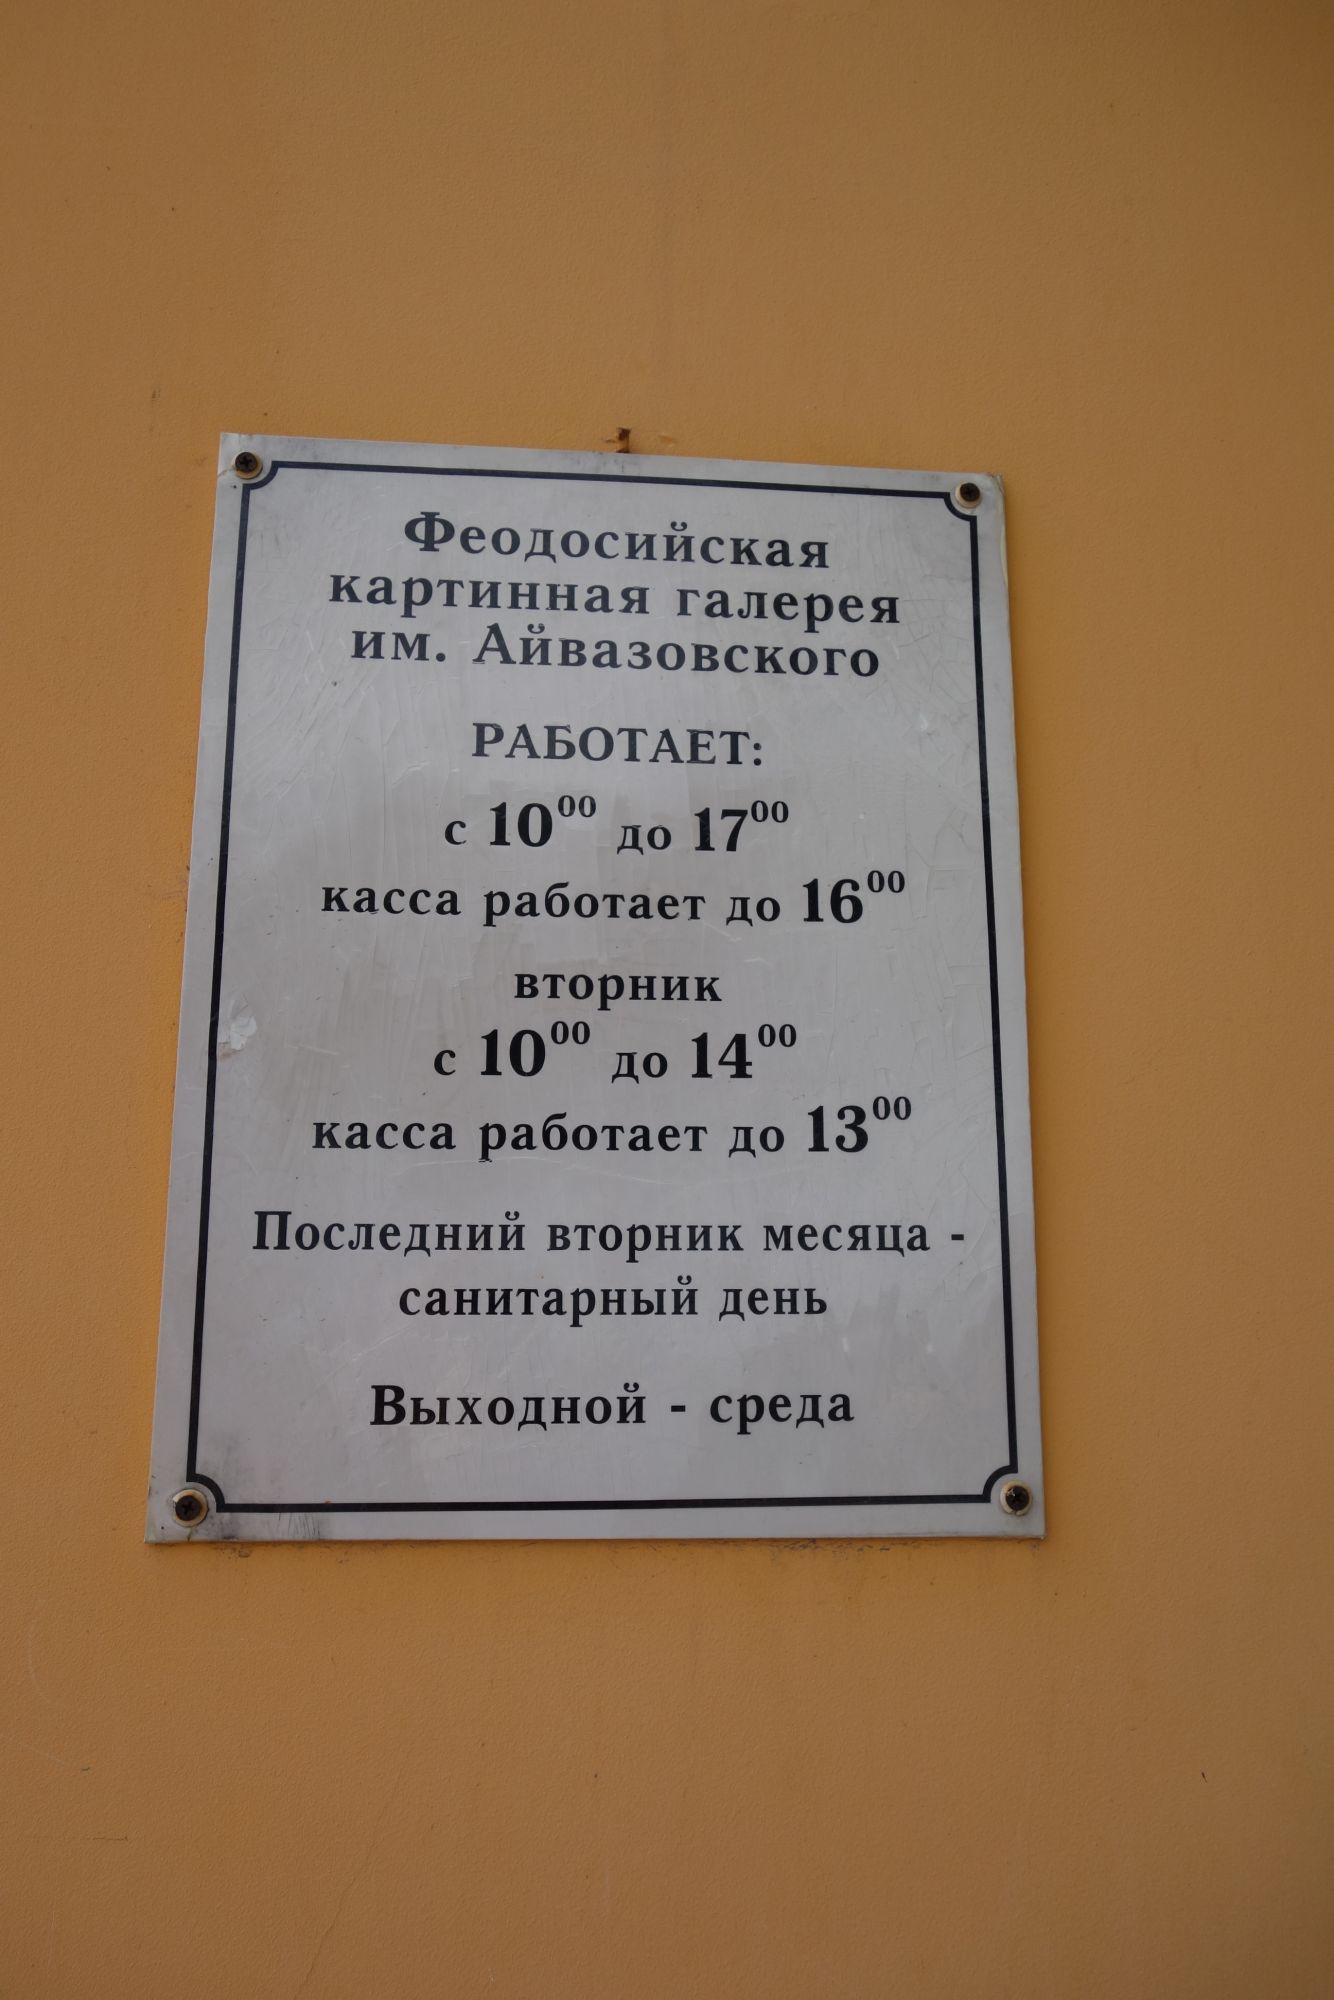 Феодосийская
картинная галерея
им. Айвазовского
РАБОТАЕТ:
с 10⁰⁰ до 17⁰⁰
касса работает до 16⁰⁰
вторник
с 10⁰⁰ до 14⁰⁰
касса работает до 13⁰⁰
Последний вторник месяца -
санитарный день
Выходной - среда